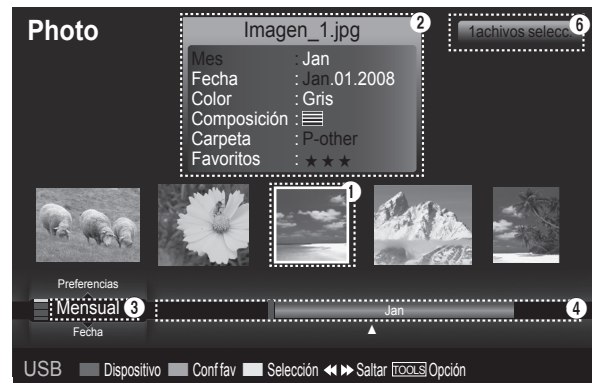 Photo
Imagen_1.jpg
2
1archivos selecc.
6
Mes : Jan
Fecha : Jan.01.2008
Color : Gris
Composición :
Carpeta : P-other
Favoritos : ★ ★ ★
1
Preferencias
Mensual 3
Jan
4
Fecha
USB Dispositivo Conf fav Selección ◀◀ ▶▶ Saltar TOOLS Opción